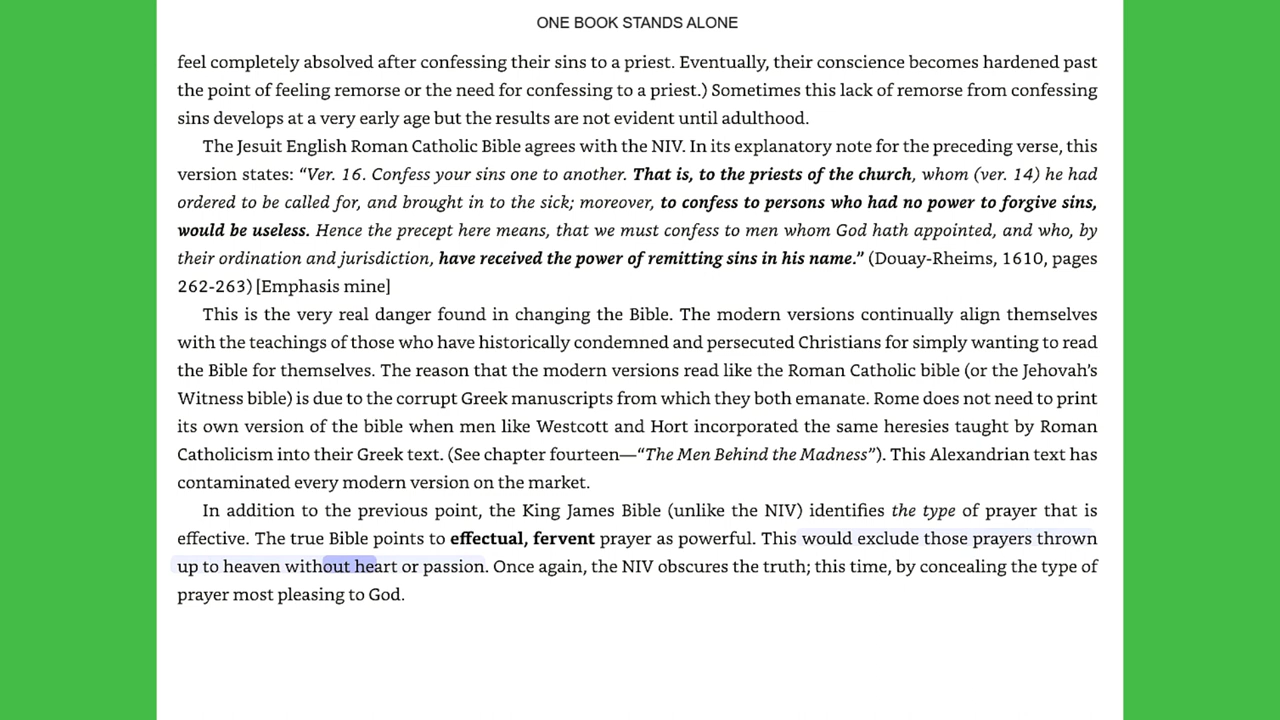 ONE BOOK STANDS ALONE
feel completely absolved after confessing their sins to a priest. Eventually, their conscience becomes hardened past
the point of feeling remorse or the need for confessing to a priest.) Sometimes this lack of remorse from confessing
sins develops at a very early age but the results are not evident until adulthood.
The Jesuit English Roman Catholic Bible agrees with the NIV. In its explanatory note for the preceding verse, this
version states: “Ver. 16. Confess your sins one to another. That is, to the priests of the church, whom (ver. 14) he had
ordered to be called for, and brought in to the sick; moreover, to confess to persons who had no power to forgive sins,
would be useless. Hence the precept here means, that we must confess to men whom God hath appointed, and who, by
their ordination and jurisdiction, have received the power of remitting sins in his name.” (Douay-Rheims, 1610, pages
262-263) [Emphasis mine]
This is the very real danger found in changing the Bible. The modern versions continually align themselves
with the teachings of those who have historically condemned and persecuted Christians for simply wanting to read
the Bible for themselves. The reason that the modern versions read like the Roman Catholic bible (or the Jehovah’s
Witness bible) is due to the corrupt Greek manuscripts from which they both emanate. Rome does not need to print
its own version of the bible when men like Westcott and Hort incorporated the same heresies taught by Roman
Catholicism into their Greek text. (See chapter fourteen—“The Men Behind the Madness”). This Alexandrian text has
contaminated every modern version on the market.
In addition to the previous point, the King James Bible (unlike the NIV) identifies the type of prayer that is
effective. The true Bible points to effectual, fervent prayer as powerful. This would exclude those prayers thrown
up to heaven without heart or passion. Once again, the NIV obscures the truth; this time, by concealing the type of
prayer most pleasing to God.